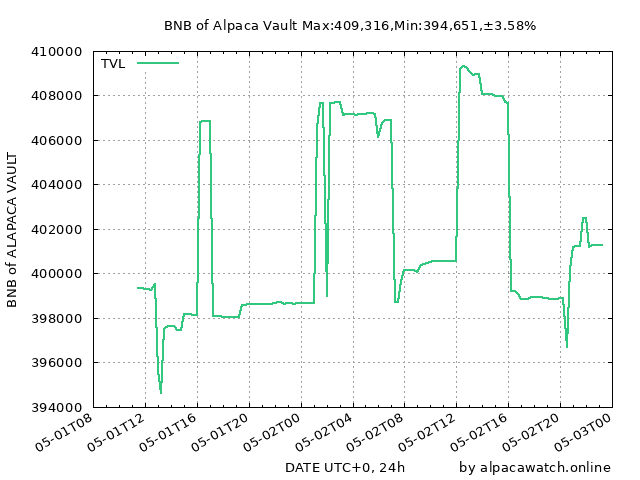 BNB of Alpaca Vault Max:409,316,Min:394,651,±3.58%
TVL
410000
408000
406000
404000
402000
400000
398000
396000
394000
BNB of ALAPACA VAULT
05-01T08
05-01T12
05-01T16
05-01T20
05-02T00
05-02T04
05-02T08
05-02T12
05-02T16
05-02T20
05-03T00
DATE UTC+0, 24h
by alpacawatch.online